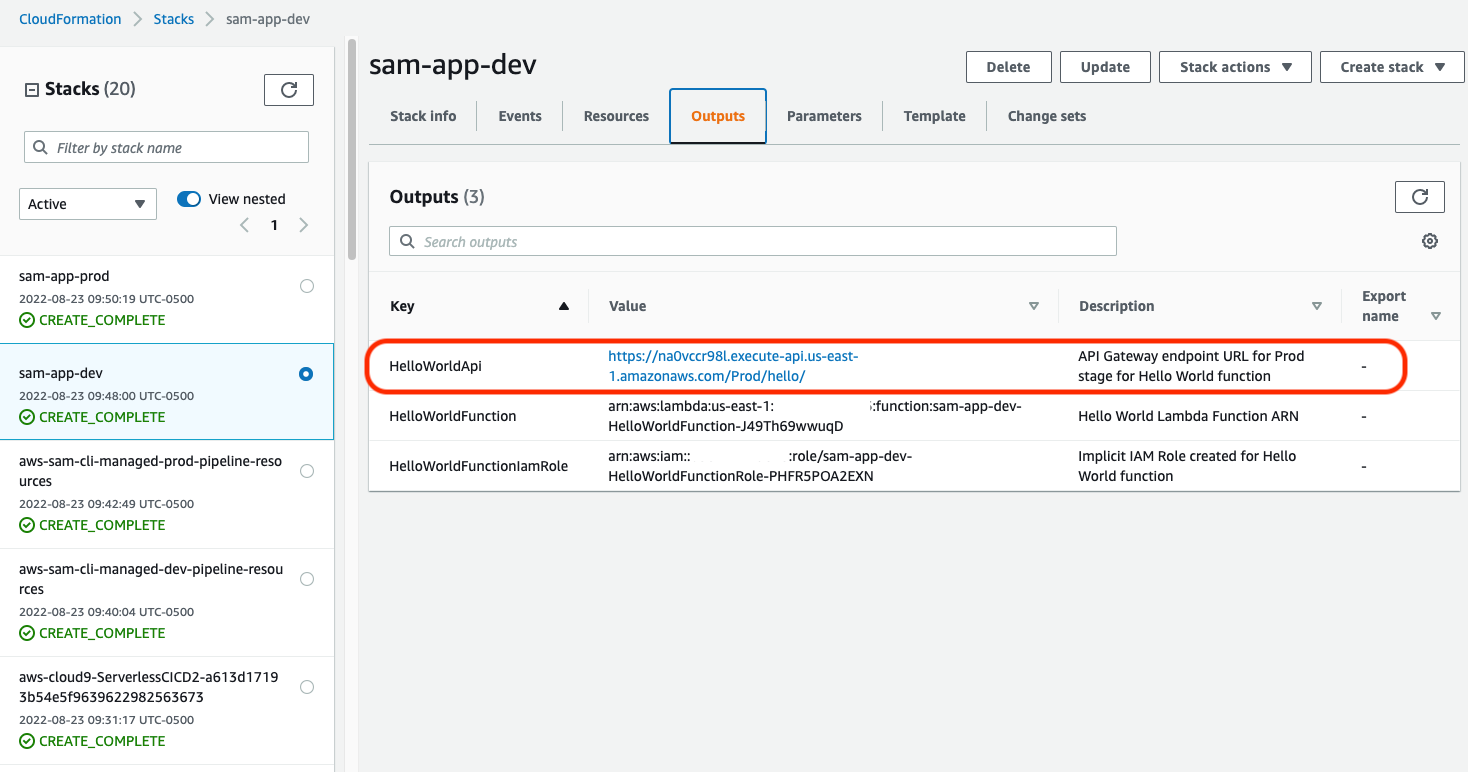 CloudFormation > Stacks > sam-app-dev
Stacks (20)
Filter by stack name
Active
View nested
1
sam-app-prod
2022-08-23 09:50:19 UTC-0500
CREATE_COMPLETE
sam-app-dev
2022-08-23 09:48:00 UTC-0500
CREATE_COMPLETE
aws-sam-cli-managed-prod-pipeline-reso
urces
2022-08-23 09:42:49 UTC-0500
CREATE_COMPLETE
aws-sam-cli-managed-dev-pipeline-resou
rces
2022-08-23 09:40:04 UTC-0500
CREATE_COMPLETE
aws-cloud9-ServerlessCICD2-a613d1719
3b54e5f9639622982563673
2022-08-23 09:31:17 UTC-0500
CREATE_COMPLETE
sam-app-dev
Delete Update Stack actions Create stack
Stack info Events Resources Outputs Parameters Template Change sets
Outputs (3)
Search outputs
Key Value Description Export name
HelloWorldApi
https://na0vccr98l.execute-api.us-east-
1.amazonaws.com/Prod/hello/
API Gateway endpoint URL for Prod
stage for Hello World function
-
HelloWorldFunction
arn:aws:lambda:us-east-1: :function:sam-app-dev-
HelloWorldFunction-J49Th69wwuqD
Hello World Lambda Function ARN
-
HelloWorldFunctionIamRole
arn:aws:iam:: :role/sam-app-dev-
HelloWorldFunctionRole-PHFR5POA2EXN
Implicit IAM Role created for Hello
World function
-